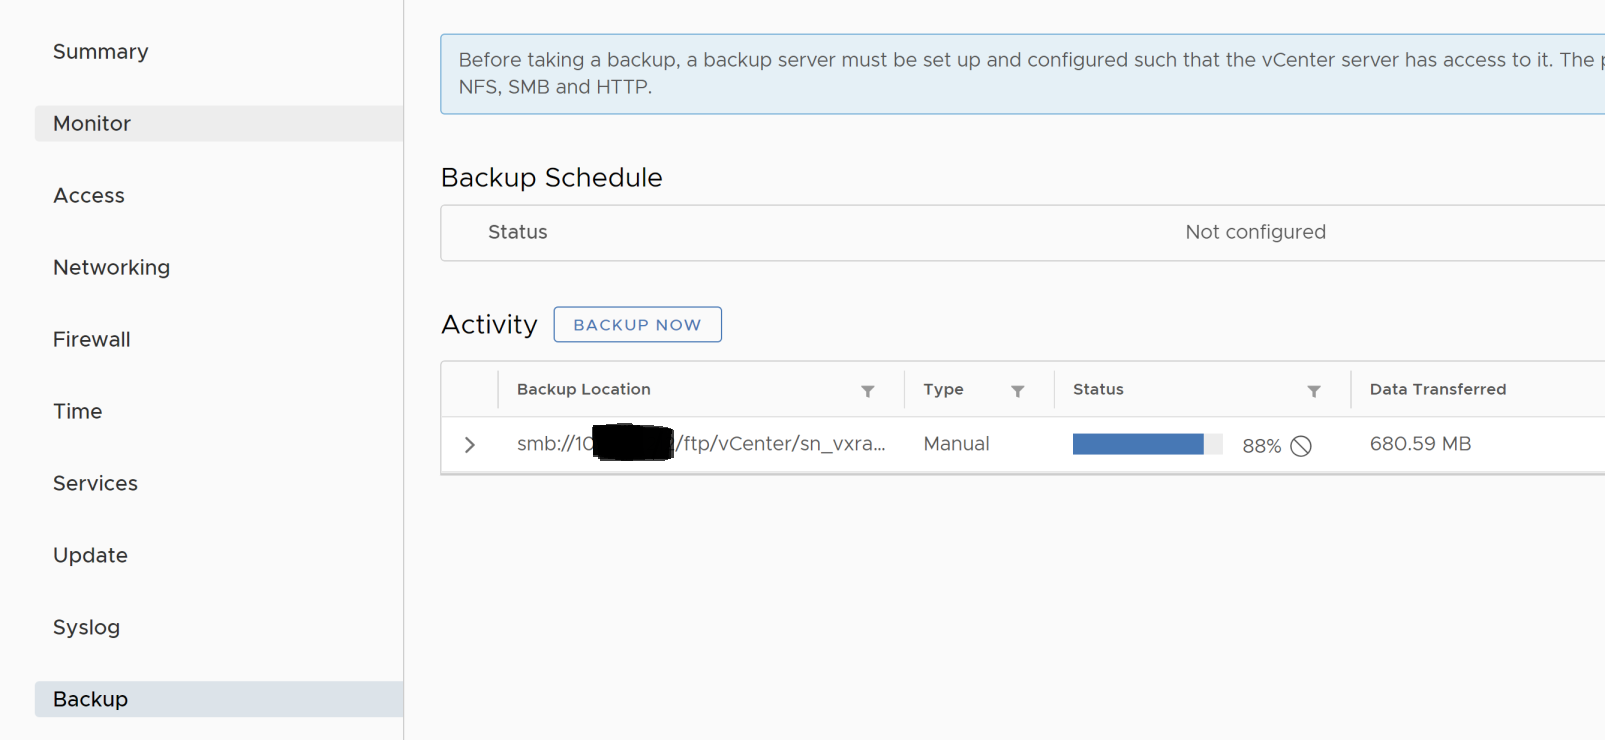 Summary
Monitor
Access
Networking
Firewall
Time
Services
Update
Syslog
Backup
Before taking a backup, a backup server must be set up and configured such that the vCenter server has access to it. The
NFS, SMB and HTTP.
Backup Schedule
Status Not configured
Activity BACKUP NOW
Backup Location Type Status Data Transferred
smb://10 /ftp/vCenter/sn_vxra... Manual 88% 680.59 MB